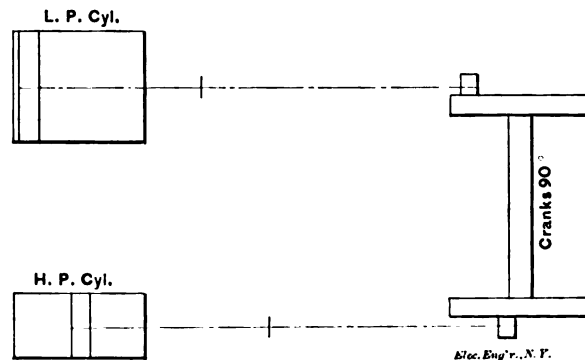 L. P. Cyl.
Cranks 90°
H. P. Cyl.
Elec. Eng'r., N. Y.